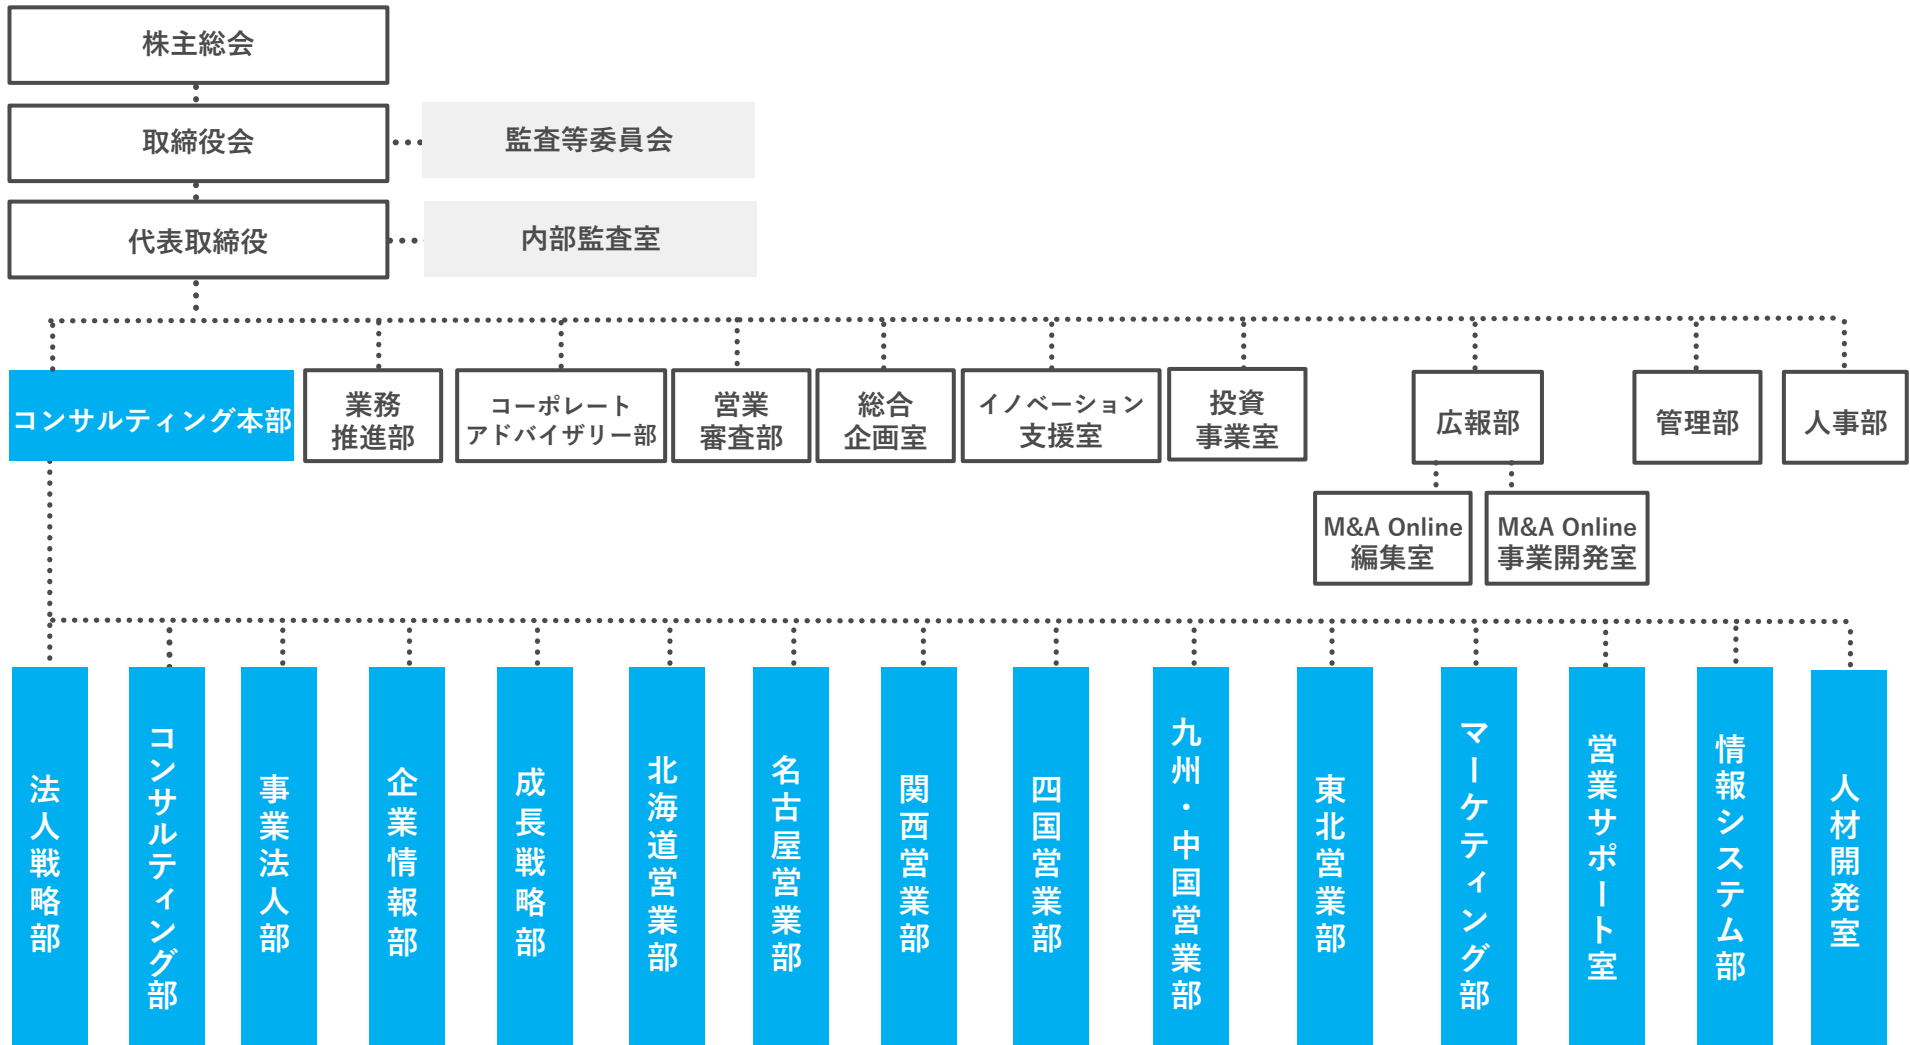 株主総会
取締役会
監査等委員会
代表取締役
内部監査室
コンサルティング本部
業務
推進部
コーポレート
アドバイザリー部
営業
審査部
総合
企画室
イノベーション
支援室
投資
事業室
広報部
管理部
人事部
M&A Online
編集室
M&A Online
事業開発室
法人戦略部
コンサルティング部
事業法人部
企業情報部
成長戦略部
北海道営業部
名古屋営業部
関西営業部
四国営業部
九州・中国営業部
東北営業部
マーケティング部
営業サポート室
情報システム部
人材開発室